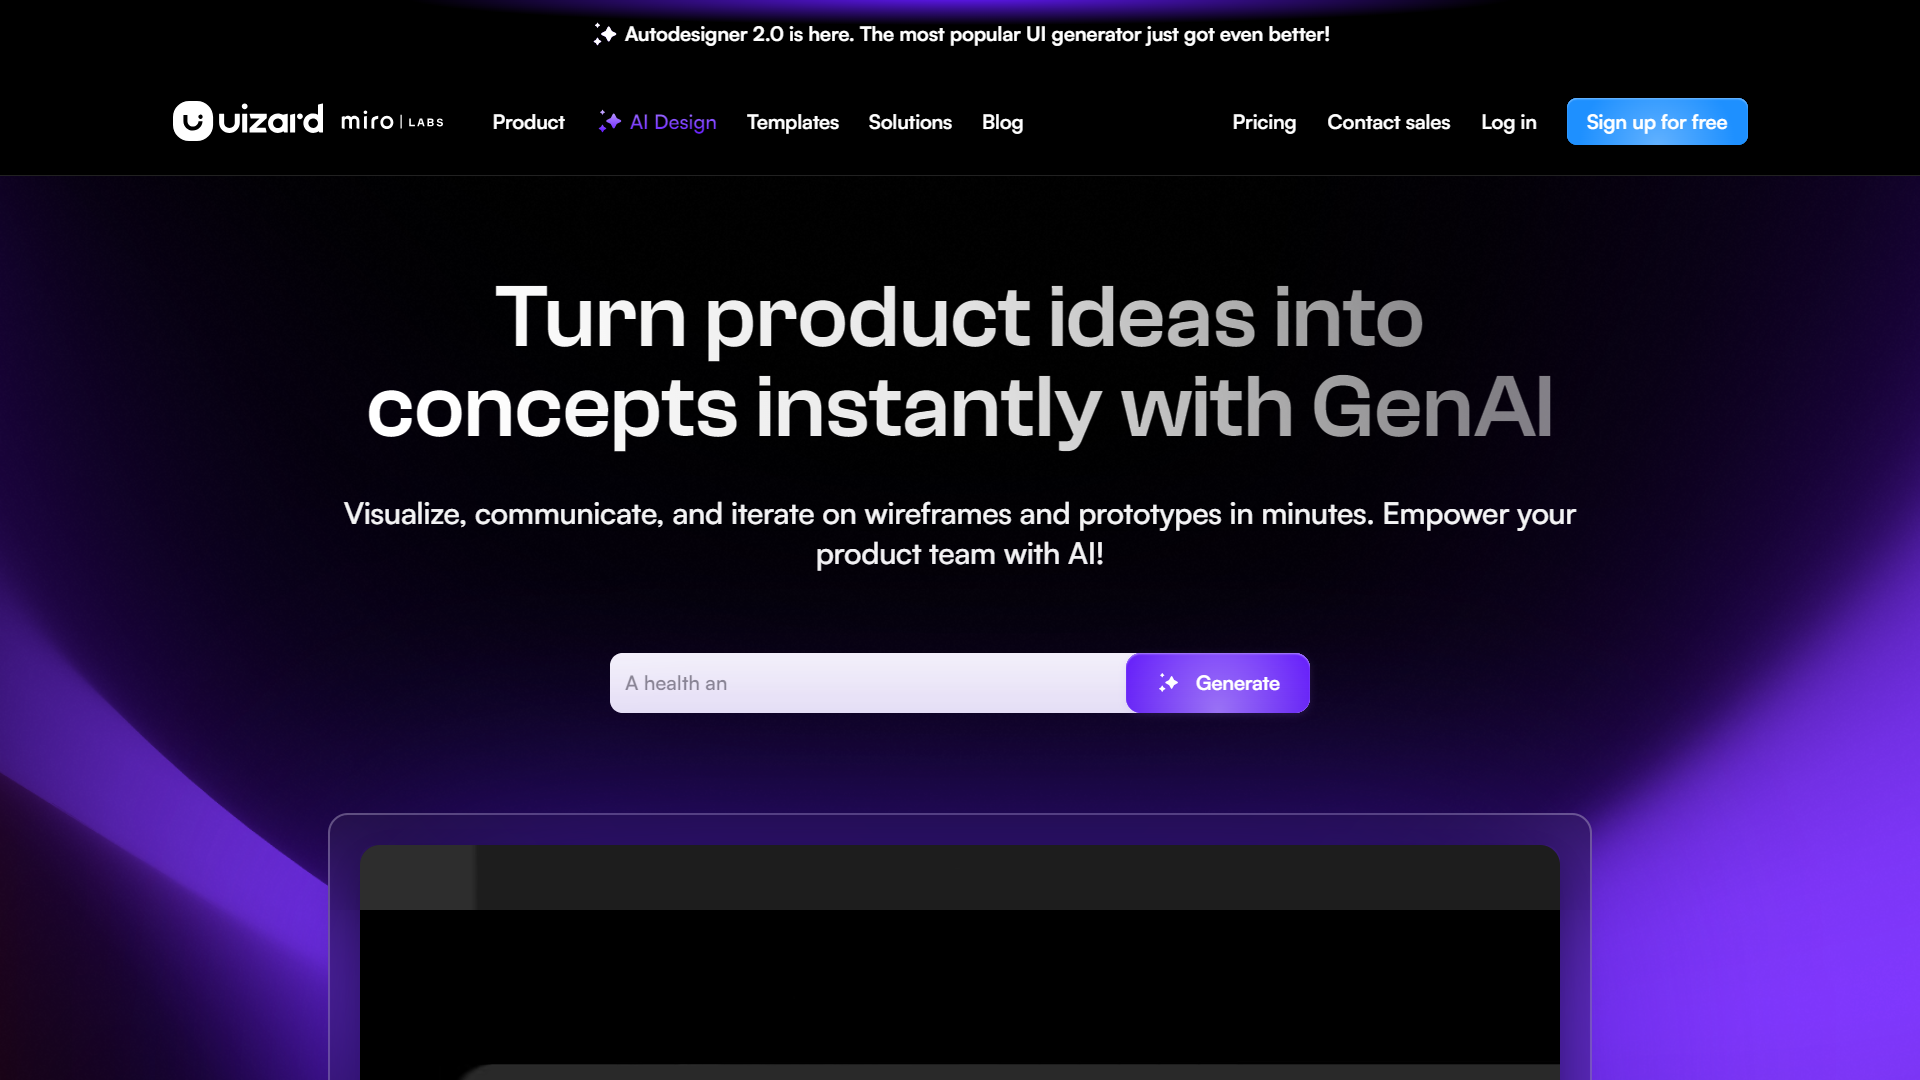 Autodesigner 2.0 is here. The most popular UI generator just got even better!
uizard miro | LABS Product AI Design Templates Solutions Blog Pricing Contact sales Log in Sign up for free
Turn product ideas into
concepts instantly with GenAI
Visualize, communicate, and iterate on wireframes and prototypes in minutes. Empower your
product team with AI!
A health an Generate